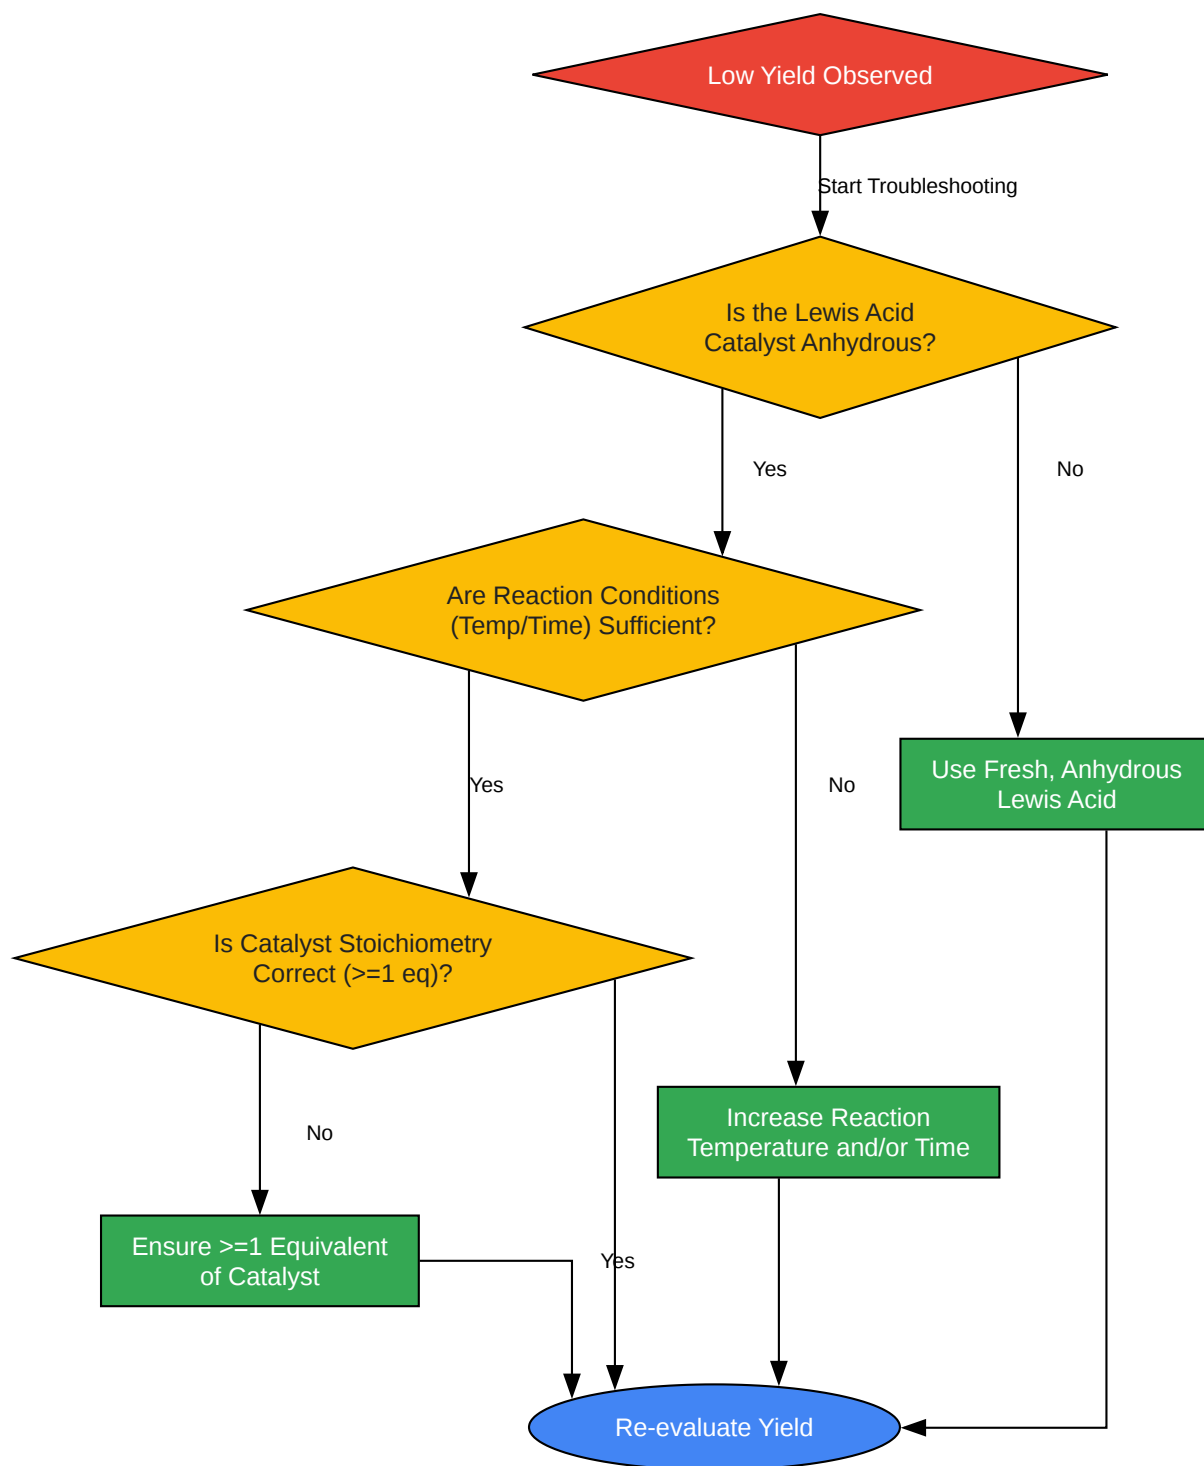 Low Yield Observed
Start Troubleshooting
Is the Lewis Acid
Catalyst Anhydrous?
Yes
No
Are Reaction Conditions
(Temp/Time) Sufficient?
Use Fresh, Anhydrous
Lewis Acid
Yes
No
Is Catalyst Stoichiometry
Correct (>=1 eq)?
Increase Reaction
Temperature and/or Time
No
Ensure >=1 Equivalent
of Catalyst
Yes
Re-evaluate Yield